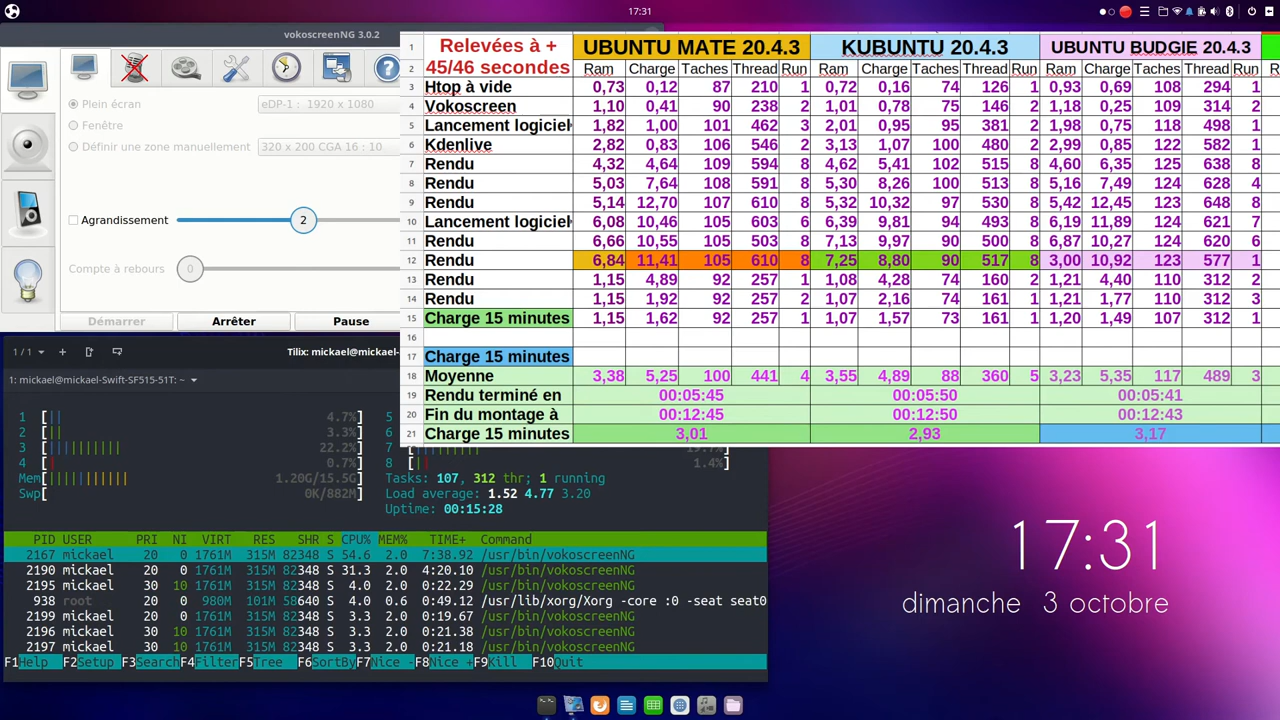 17:31
vokoscreenNG 3.0.2
Plein écran
eDP-1 : 1920 x 1080
Fenêtre
Définir une zone manuellement
320 x 200 CGA 16 : 10
Agrandissement
2
Compte à rebours
0
Démarrer
Arrêter
Pause
1 Relevées à + UBUNTU MATE 20.4.3 KUBUNTU 20.4.3 UBUNTU BUDGIE 20.4.3
2 45/46 secondes Ram Charge Taches Thread Run Ram Charge Taches Thread Run Ram Charge Taches Thread Run
3 Htop à vide 0,73 0,12 87 210 1 0,72 0,16 74 126 1 0,93 0,69 108 294 1
4 Vokoscreen 1,10 0,41 90 238 2 1,01 0,78 75 146 2 1,18 0,25 109 314 2
5 Lancement logiciel 1,82 1,00 101 462 3 2,01 0,95 95 381 2 1,98 0,75 118 498 1
6 Kdenlive 2,82 0,83 106 546 2 3,13 1,07 100 480 2 2,99 0,85 122 582 1
7 Rendu 4,32 4,64 109 594 8 4,62 5,41 102 515 8 4,60 6,35 125 638 8
8 Rendu 5,03 7,64 108 591 8 5,30 8,26 100 513 8 5,16 7,49 124 628 4
9 Rendu 5,14 12,70 107 610 8 5,32 10,32 97 530 8 5,42 12,45 123 648 8
10 Lancement logiciel 6,08 10,46 105 603 6 6,39 9,81 94 493 8 6,19 11,89 124 621 7
11 Rendu 6,66 10,55 105 503 8 7,13 9,97 90 500 8 6,87 10,27 124 620 6
12 Rendu 6,84 11,41 105 610 8 7,25 8,80 90 517 8 3,00 10,92 123 577 1
13 Rendu 1,15 4,89 92 257 1 1,08 4,28 74 160 1 1,21 4,40 110 312 2
14 Rendu 1,15 1,92 92 257 2 1,07 2,16 74 161 1 1,21 1,77 110 312 3
15 Charge 15 minutes 1,15 1,62 92 257 1 1,07 1,57 73 161 1 1,20 1,49 107 312 1
16
17 Charge 15 minutes
18 Moyenne 3,38 5,25 100 441 4 3,55 4,89 88 360 5 3,23 5,35 117 489 3
19 Rendu terminé en 00:05:45 00:05:50 00:05:41
20 Fin du montage à 00:12:45 00:12:50 00:12:43
21 Charge 15 minutes 3,01 2,93 3,17
1 / 1 Tilix: mickael@mickael-
1: mickael@mickael-Swift-SF515-51T: ~
1 [|| 4.7% 5
2 [|| 3.3% 6
3 [|||||||||| 22.2% 7 19.7%
4 [| 0.7% 8 [|| 1.4%]
Mem[||||||||||| 1.20G/15.5G Tasks: 107, 312 thr; 1 running
Swp[ 0K/882M Load average: 1.52 4.77 3.20
Uptime: 00:15:28
PID USER PRI NI VIRT RES SHR S CPU% MEM% TIME+ Command
2167 mickael 20 0 1761M 315M 82348 S 54.6 2.0 7:38.92 /usr/bin/vokoscreenNG
2190 mickael 20 0 1761M 315M 82348 S 31.3 2.0 4:20.10 /usr/bin/vokoscreenNG
2195 mickael 30 10 1761M 315M 82348 S 4.0 2.0 0:22.29 /usr/bin/vokoscreenNG
938 root 20 0 980M 101M 58640 S 4.0 0.6 0:49.12 /usr/lib/xorg/Xorg -core :0 -seat seat0
2199 mickael 20 0 1761M 315M 82348 S 3.3 2.0 0:19.67 /usr/bin/vokoscreenNG
2196 mickael 30 10 1761M 315M 82348 S 3.3 2.0 0:21.38 /usr/bin/vokoscreenNG
2197 mickael 30 10 1761M 315M 82348 S 3.3 2.0 0:21.18 /usr/bin/vokoscreenNG
F1Help F2Setup F3Search F4Filter F5Tree F6SortBy F7Nice - F8Nice + F9Kill F10Quit
17:31
dimanche 3 octobre